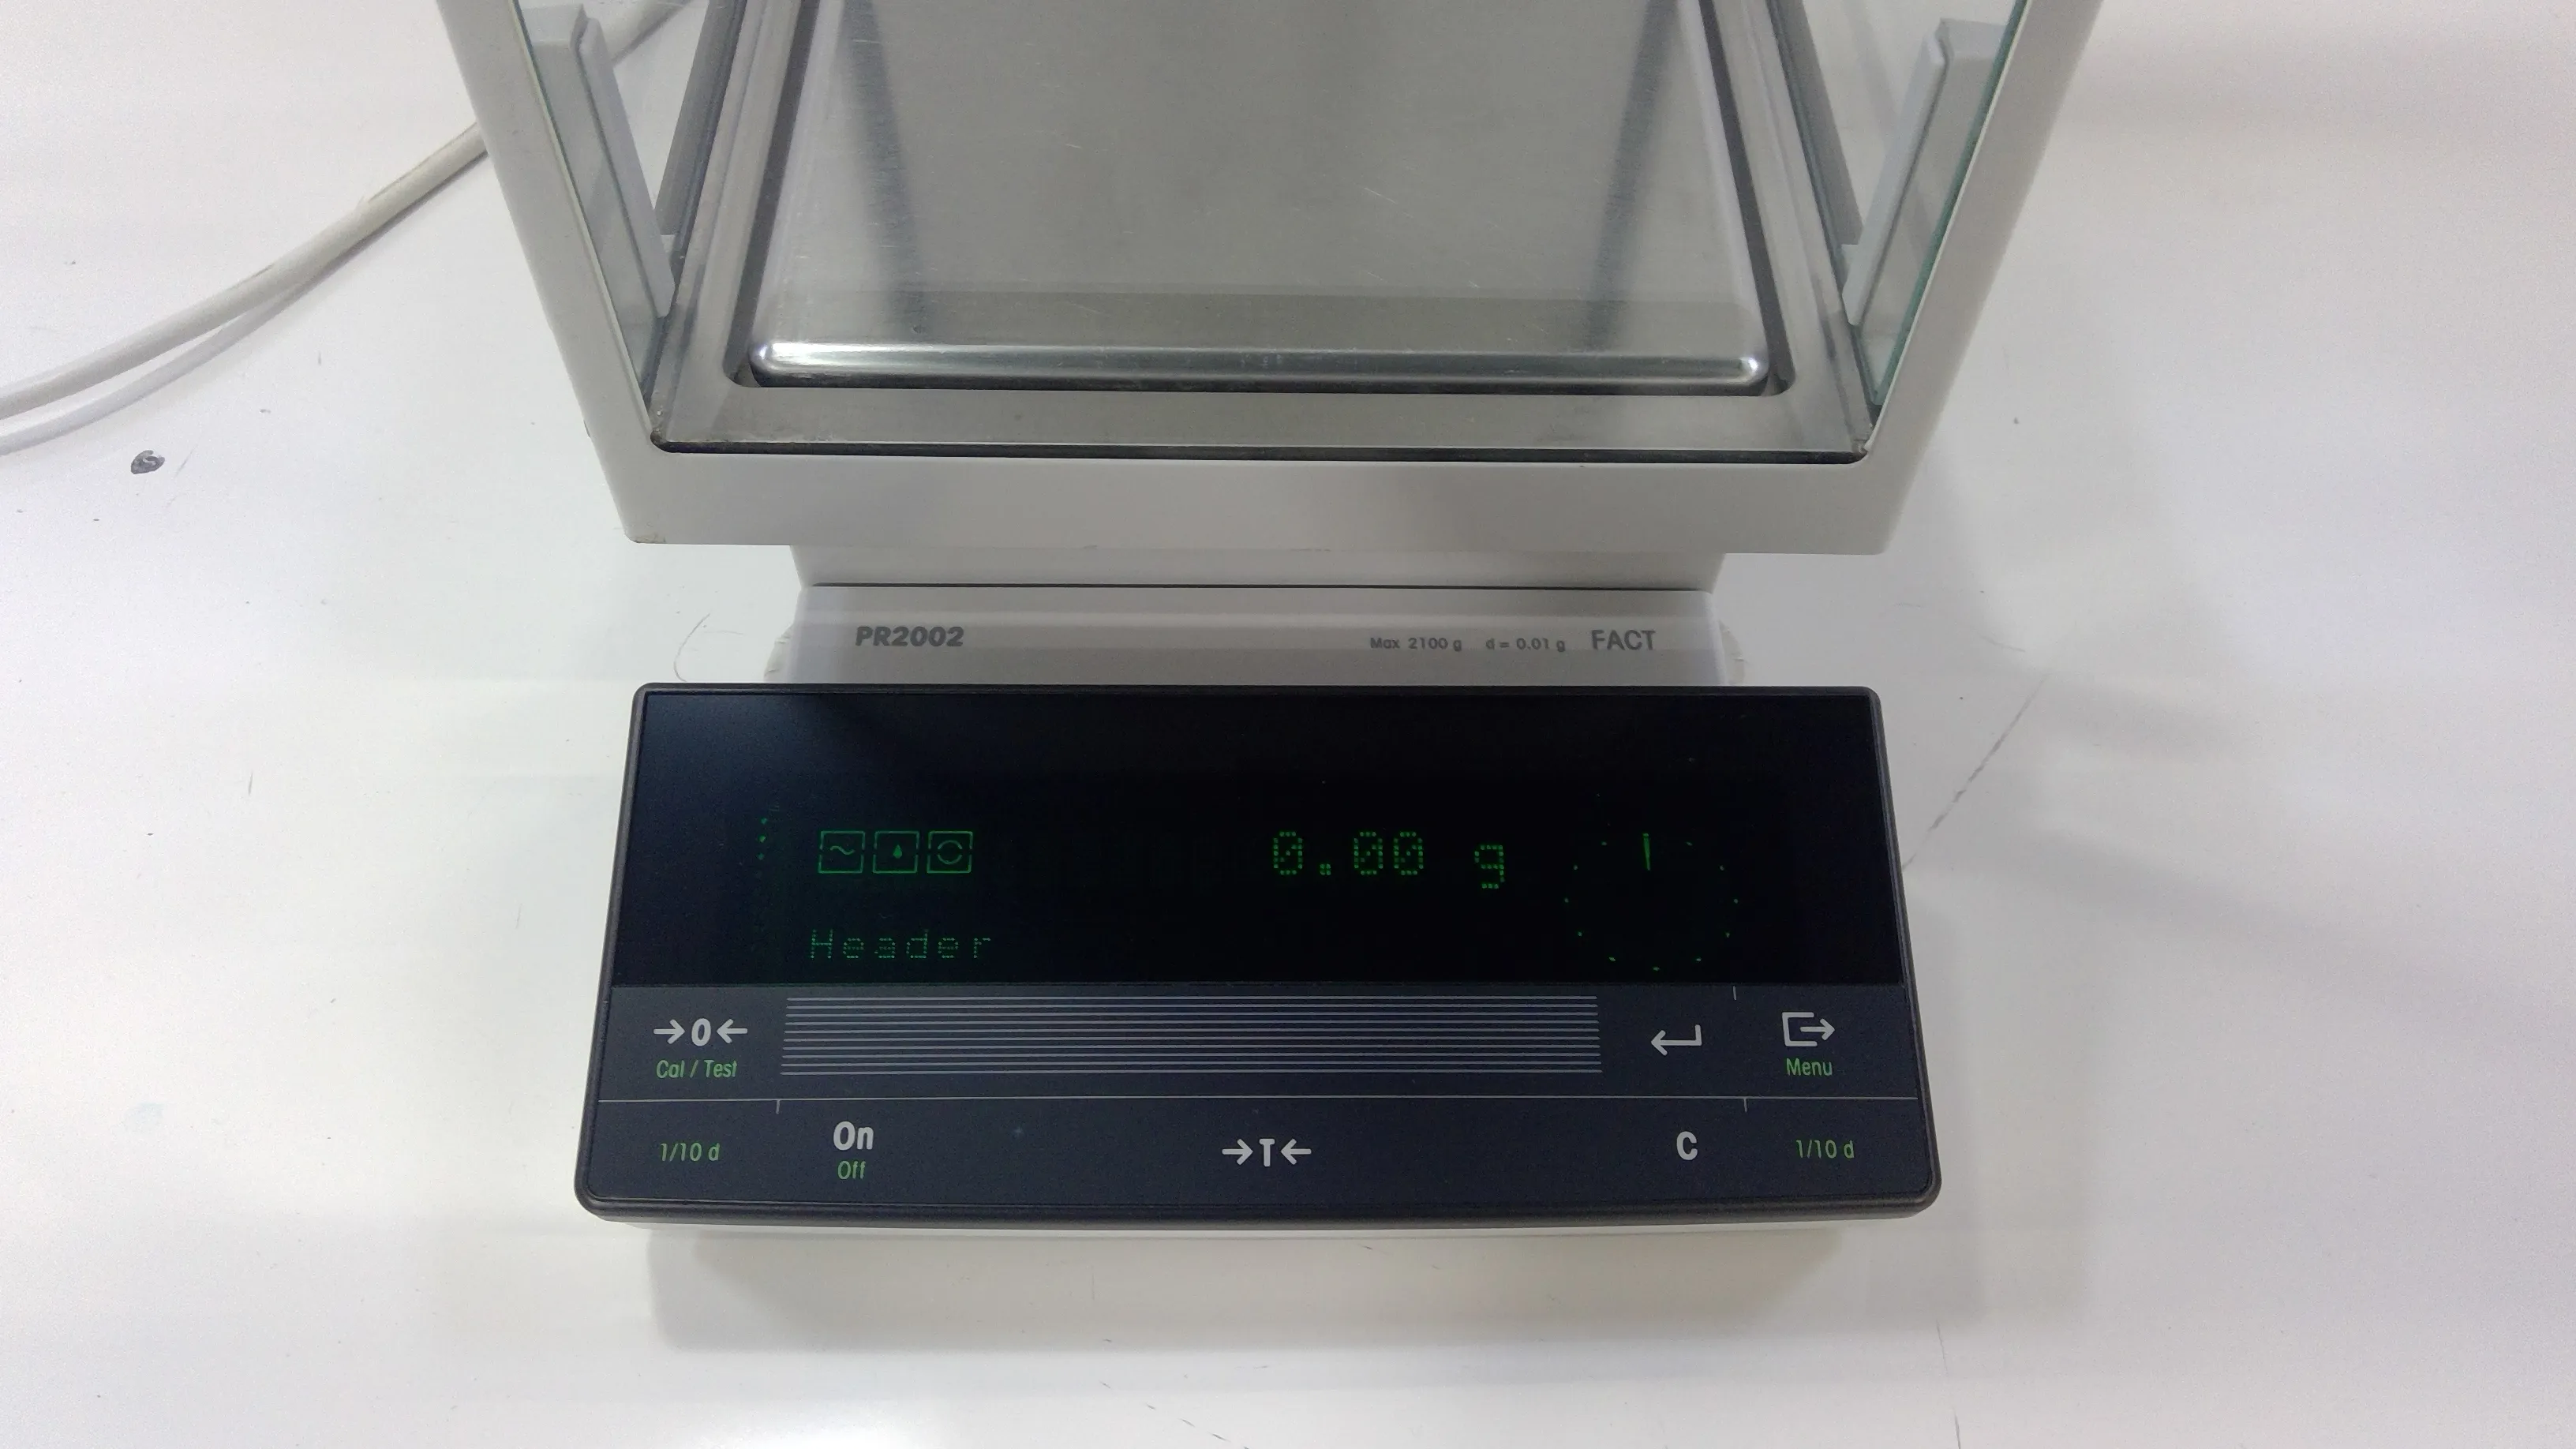 PR2002 Max 2100 g d = 0.01 g FACT
0.00 g
Header
→0← Cal / Test
Menu
1/10 d On Off →T← C 1/10 d